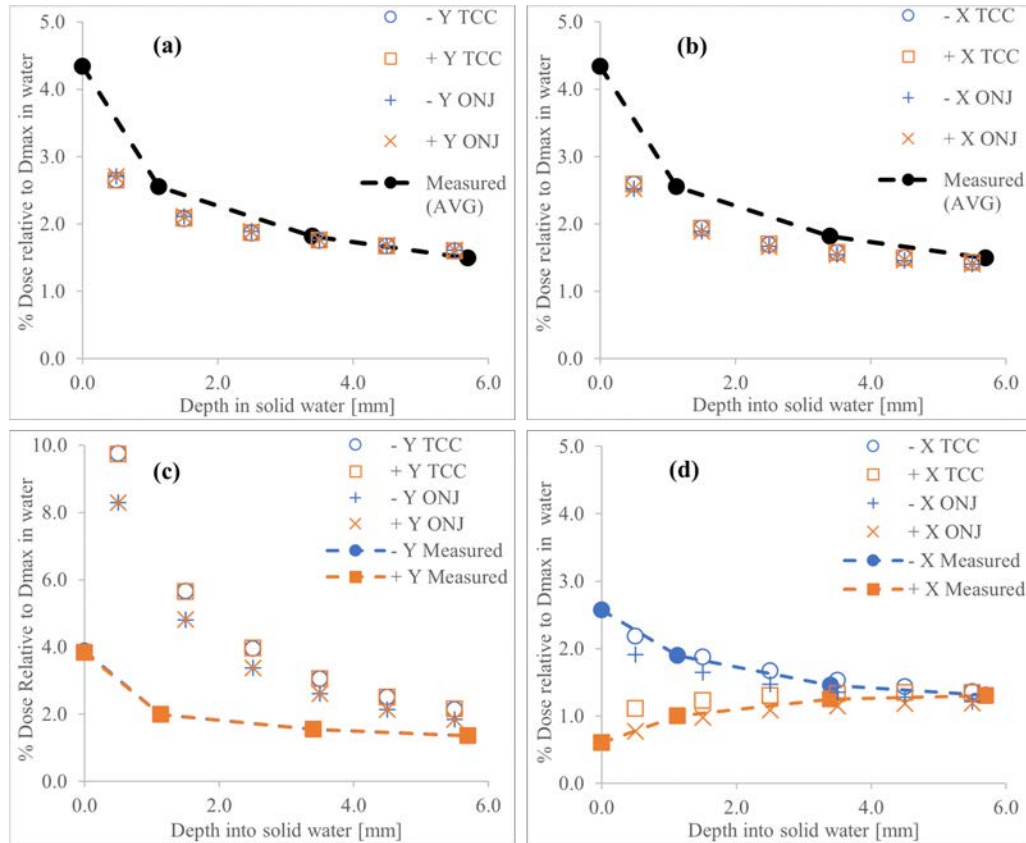 5.0%
4.0%
3.0%
2.0%
1.0%
0.0%
0.0 2.0 4.0 6.0
% Dose relative to Dmax in water
Depth in solid water [mm]
(a)
- Y TCC
+ Y TCC
- Y ONJ
+ Y ONJ
Measured
(AVG)
5.0%
4.0%
3.0%
2.0%
1.0%
0.0%
0.0 2.0 4.0 6.0
% Dose relative to Dmax in water
Depth into solid water [mm]
(b)
- X TCC
+ X TCC
- X ONJ
+ X ONJ
Measured
(AVG)
10.0%
8.0%
6.0%
4.0%
2.0%
0.0%
0.0 2.0 4.0 6.0
% Dose Relative to Dmax in water
Depth into solid water [mm]
(c)
- Y TCC
+ Y TCC
- Y ONJ
+ Y ONJ
- Y Measured
+ Y Measured
5.0%
4.0%
3.0%
2.0%
1.0%
0.0%
0.0 2.0 4.0 6.0
% Dose relative to Dmax in water
Depth into solid water [mm]
(d)
- X TCC
+ X TCC
- X ONJ
+ X ONJ
- X Measured
+ X Measured